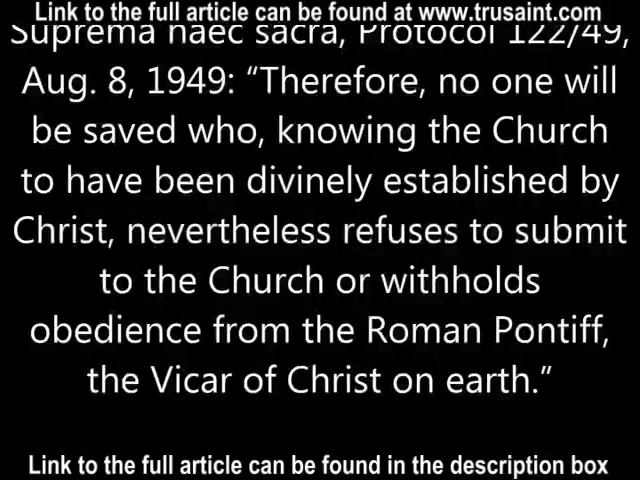 Link to the full article can be found at www.trusaint.com
Suprema haec sacra, Protocol 122/49,
Aug. 8, 1949: “Therefore, no one will
be saved who, knowing the Church
to have been divinely established by
Christ, nevertheless refuses to submit
to the Church or withholds
obedience from the Roman Pontiff,
the Vicar of Christ on earth.”
Link to the full article can be found in the description box